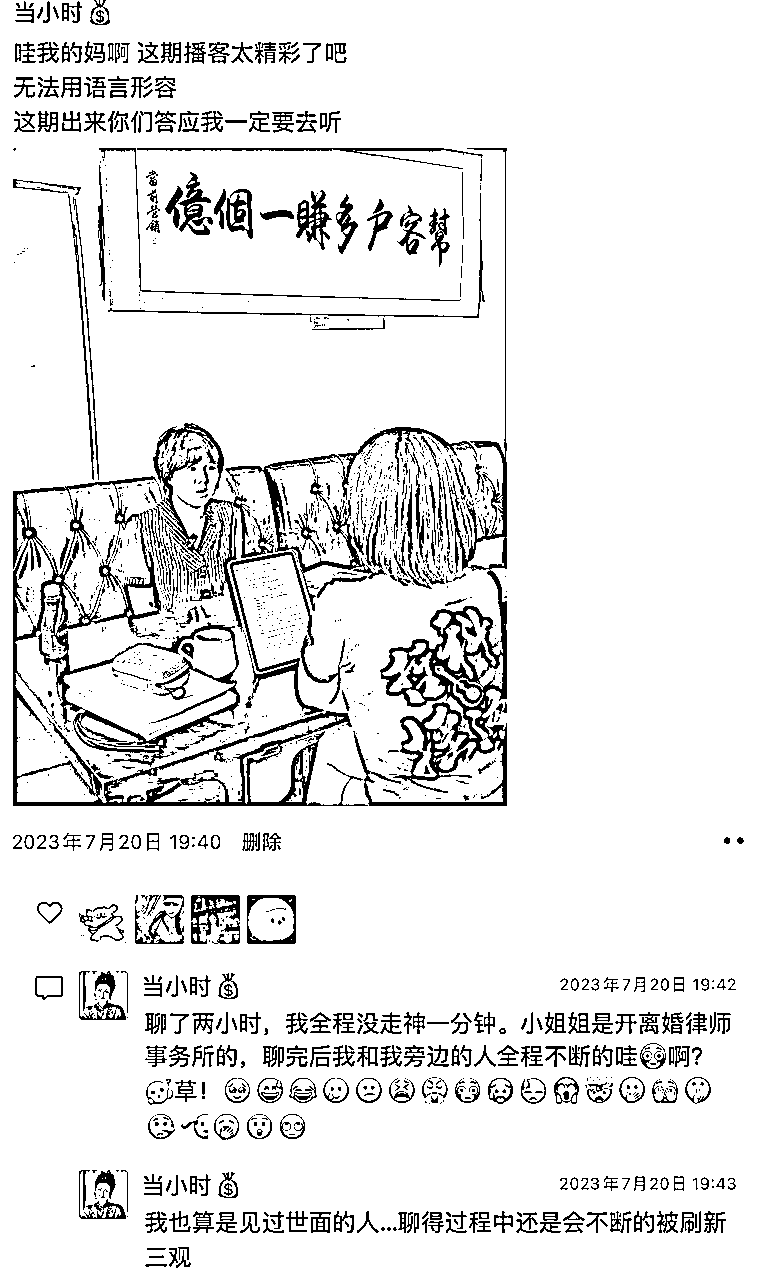 当小时💰
哇我的妈啊 这期播客太精彩了吧
无法用语言形容
这期出来你们答应我一定要去听
幫客户多賺一個億
2023年7月20日 19:40 删除
当小时💰
2023年7月20日 19:42
聊了两小时，我全程没走神一分钟。小姐姐是开离婚律师
事务所的，聊完后我和我旁边的人全程不断的哇😳啊？
草！
当小时💰
2023年7月20日 19:43
我也算是见过世面的人...聊得过程中还是会不断的被刷新
三观